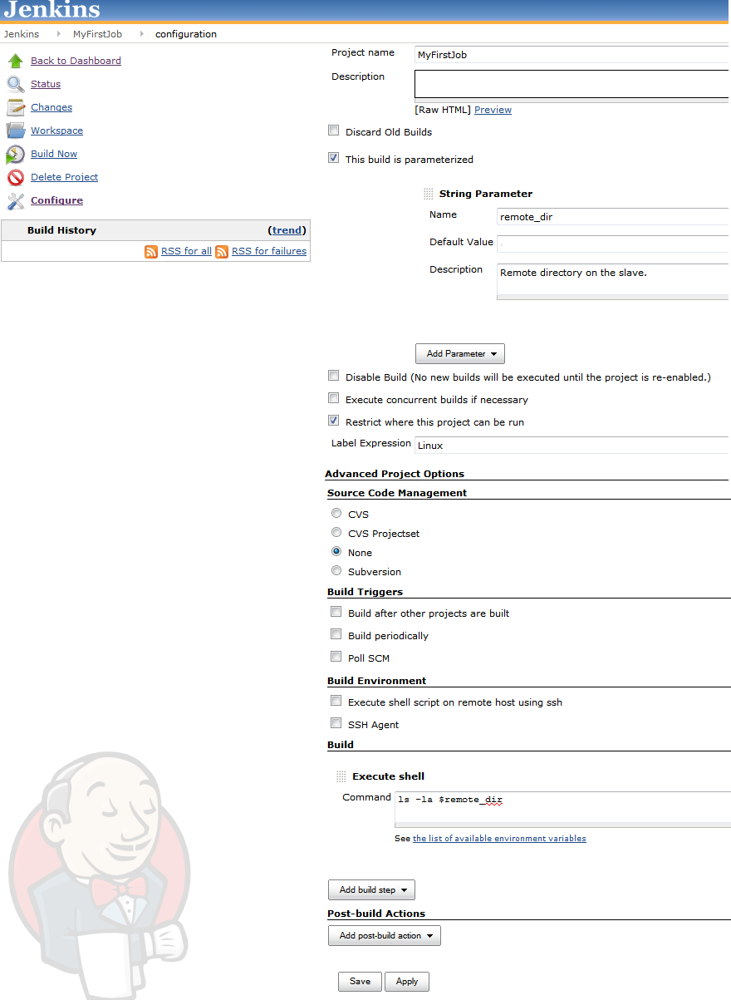 Jenkins
Jenkins MyFirstJob configuration
Back to Dashboard
Status
Changes
Workspace
Build Now
Delete Project
Configure
Build History (trend)
RSS for all RSS for failures
Project name MyFirstJob
Description
[Raw HTML] Preview
Discard Old Builds
This build is parameterized
String Parameter
Name remote_dir
Default Value .
Description Remote directory on the slave.
Add Parameter
Disable Build (No new builds will be executed until the project is re-enabled.)
Execute concurrent builds if necessary
Restrict where this project can be run
Label Expression Linux
Advanced Project Options
Source Code Management
CVS
CVS Projectset
None
Subversion
Build Triggers
Build after other projects are built
Build periodically
Poll SCM
Build Environment
Execute shell script on remote host using ssh
SSH Agent
Build
Execute shell
Command ls -la $remote_dir
See the list of available environment variables
Add build step
Post-build Actions
Add post-build action
Save Apply